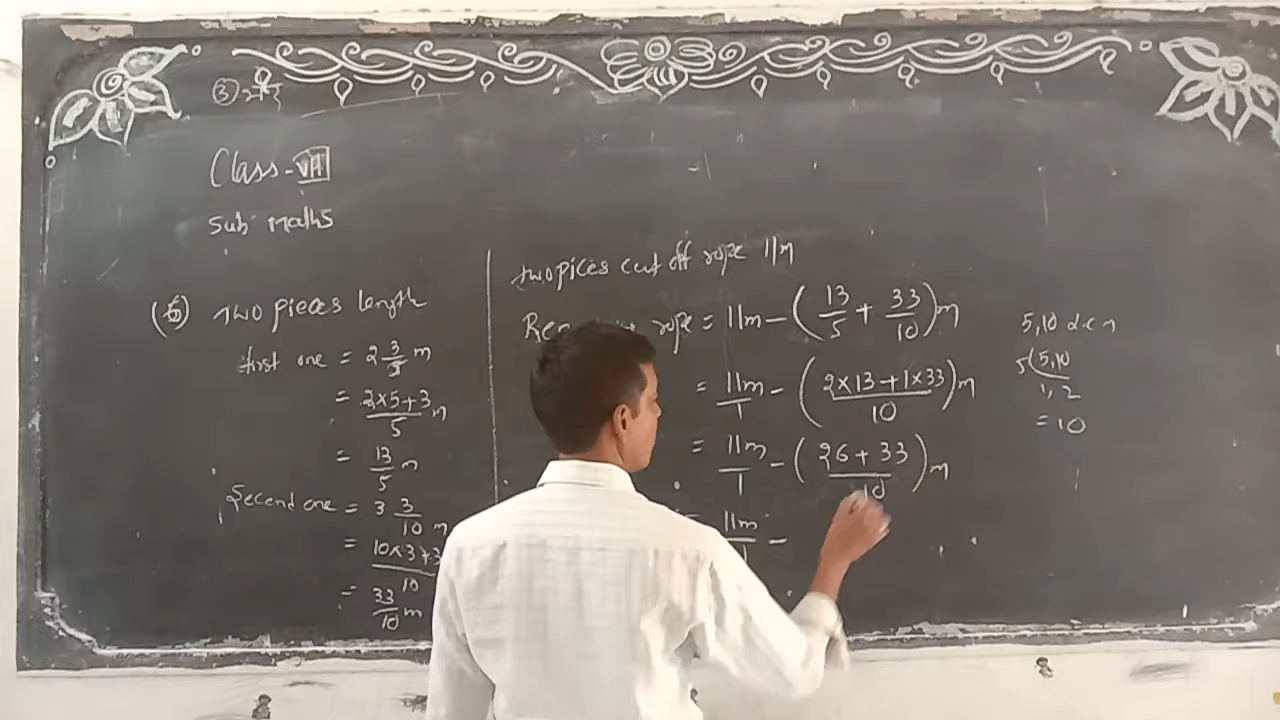 Class - VII
Sub: maths
(5) Two pieces length
first one = 2 3/5 m
= 2×5+3/5 m
= 13/5 m
Second one = 3 3/10 m
= 10×3+3/10
= 33/10 m
two pices cut off rope 11m
rope = 11m - (13/5 + 33/10) m
= 11m/1 - (2×13+1×33/10) m
= 11m/1 - (26+33/10) m
= 11m/1 -
5,10 L.C.M
5(5,10
1,2
= 10